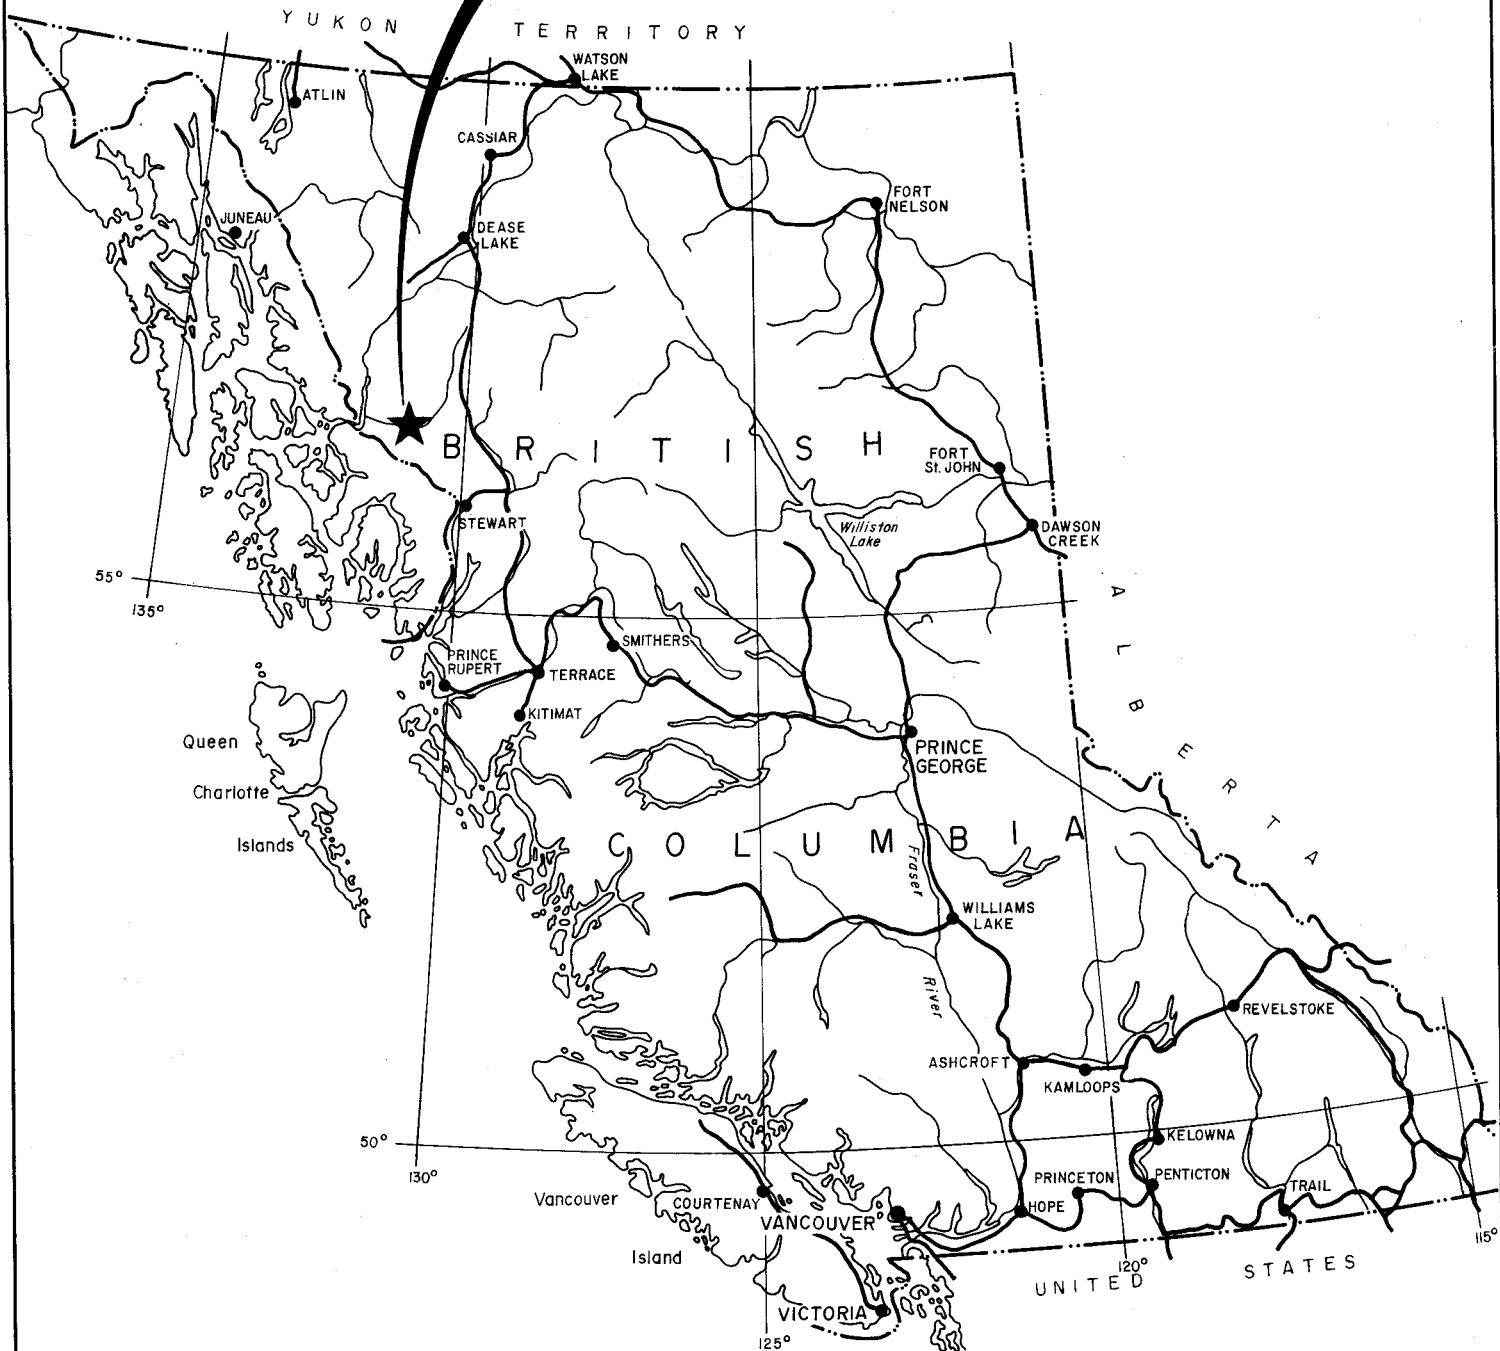 YUKON TERRITORY
WATSON
LAKE
ATLIN
CASSIAR
FORT
NELSON
JUNEAU
DEASE
LAKE
BRITISH
FORT
St. JOHN
STEWART
Williston
Lake
DAWSON
CREEK
55°
135°
ALBERTA
SMITHERS
PRINCE
RUPERT
TERRACE
KITIMAT
Queen
Charlotte
Islands
PRINCE
GEORGE
COLUMBIA
Fraser
River
WILLIAMS
LAKE
REVELSTOKE
ASHCROFT
KAMLOOPS
50°
130°
KELOWNA
PRINCETON
PENTICTON
TRAIL
HOPE
Vancouver
Island
COURTENAY
VANCOUVER
VICTORIA
125°
120°
115°
UNITED STATES